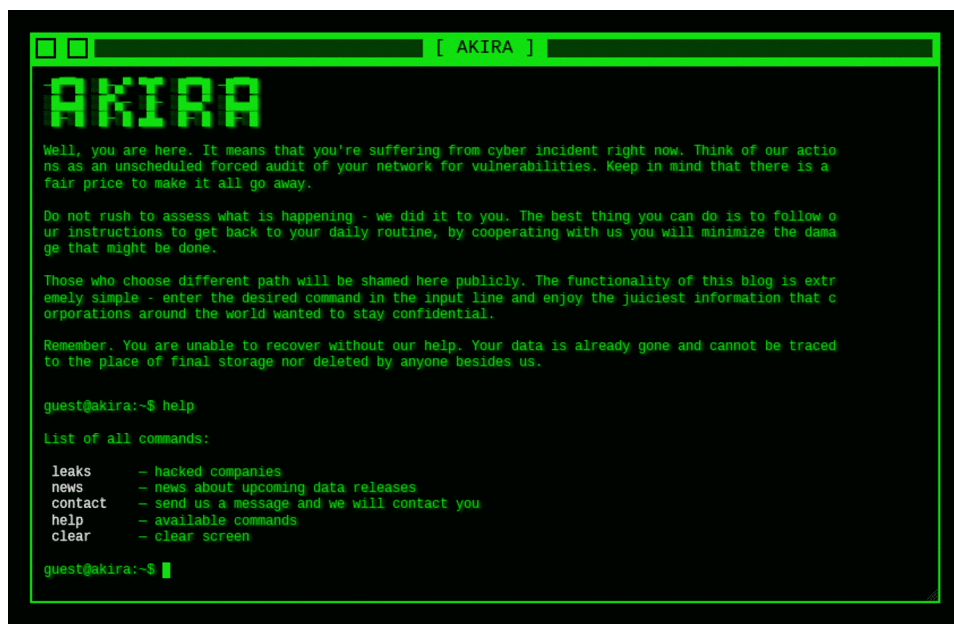 [ AKIRA ]
AKIRA
Well, you are here. It means that you're suffering from cyber incident right now. Think of our actio
ns as an unscheduled forced audit of your network for vulnerabilities. Keep in mind that there is a
fair price to make it all go away.
Do not rush to assess what is happening - we did it to you. The best thing you can do is to follow o
ur instructions to get back to your daily routine, by cooperating with us you will minimize the dama
ge that might be done.
Those who choose different path will be shamed here publicly. The functionality of this blog is extr
emely simple - enter the desired command in the input line and enjoy the juiciest information that c
orporations around the world wanted to stay confidential.
Remember. You are unable to recover without our help. Your data is already gone and cannot be traced
to the place of final storage nor deleted by anyone besides us.
guest@akira:~$ help
List of all commands:
leaks — hacked companies
news — news about upcoming data releases
contact — send us a message and we will contact you
help — available commands
clear — clear screen
guest@akira:~$